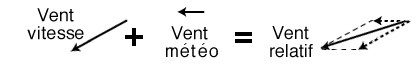 Vent
vitesse
+
Vent
météo
=
Vent
relatif